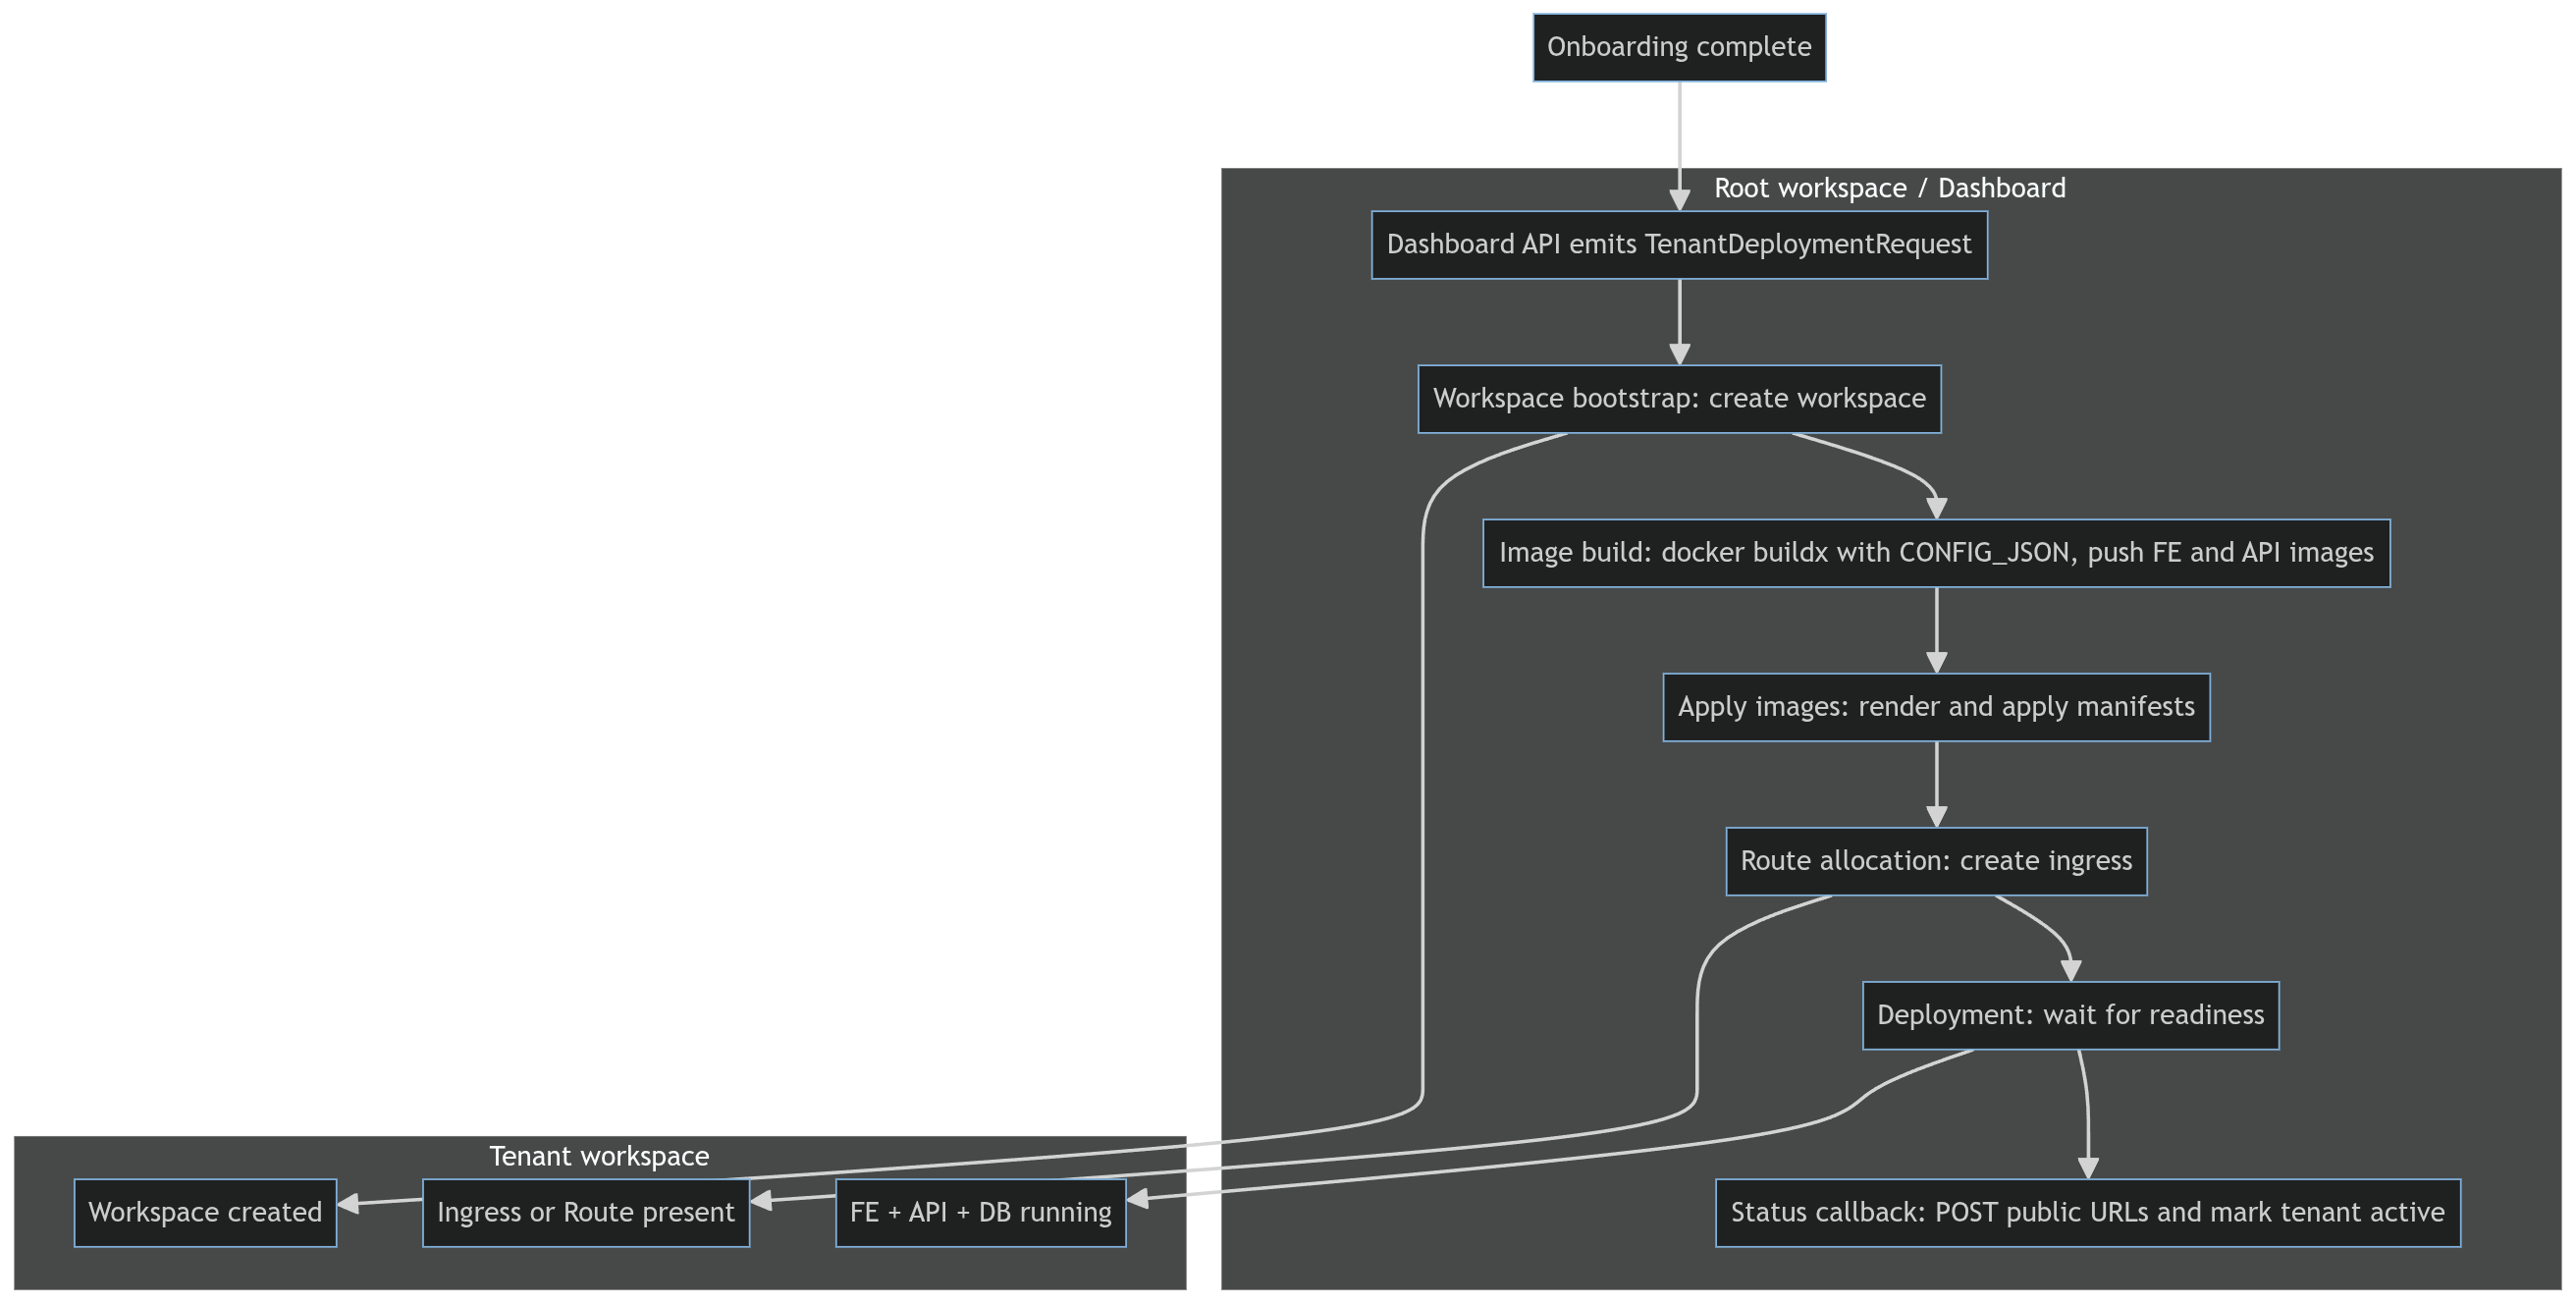 Onboarding complete
Root workspace / Dashboard
Dashboard API emits TenantDeploymentRequest
Workspace bootstrap: create workspace
Image build: docker buildx with CONFIG_JSON, push FE and API images
Apply images: render and apply manifests
Route allocation: create ingress
Deployment: wait for readiness
Status callback: POST public URLs and mark tenant active
Tenant workspace
Workspace created
Ingress or Route present
FE + API + DB running